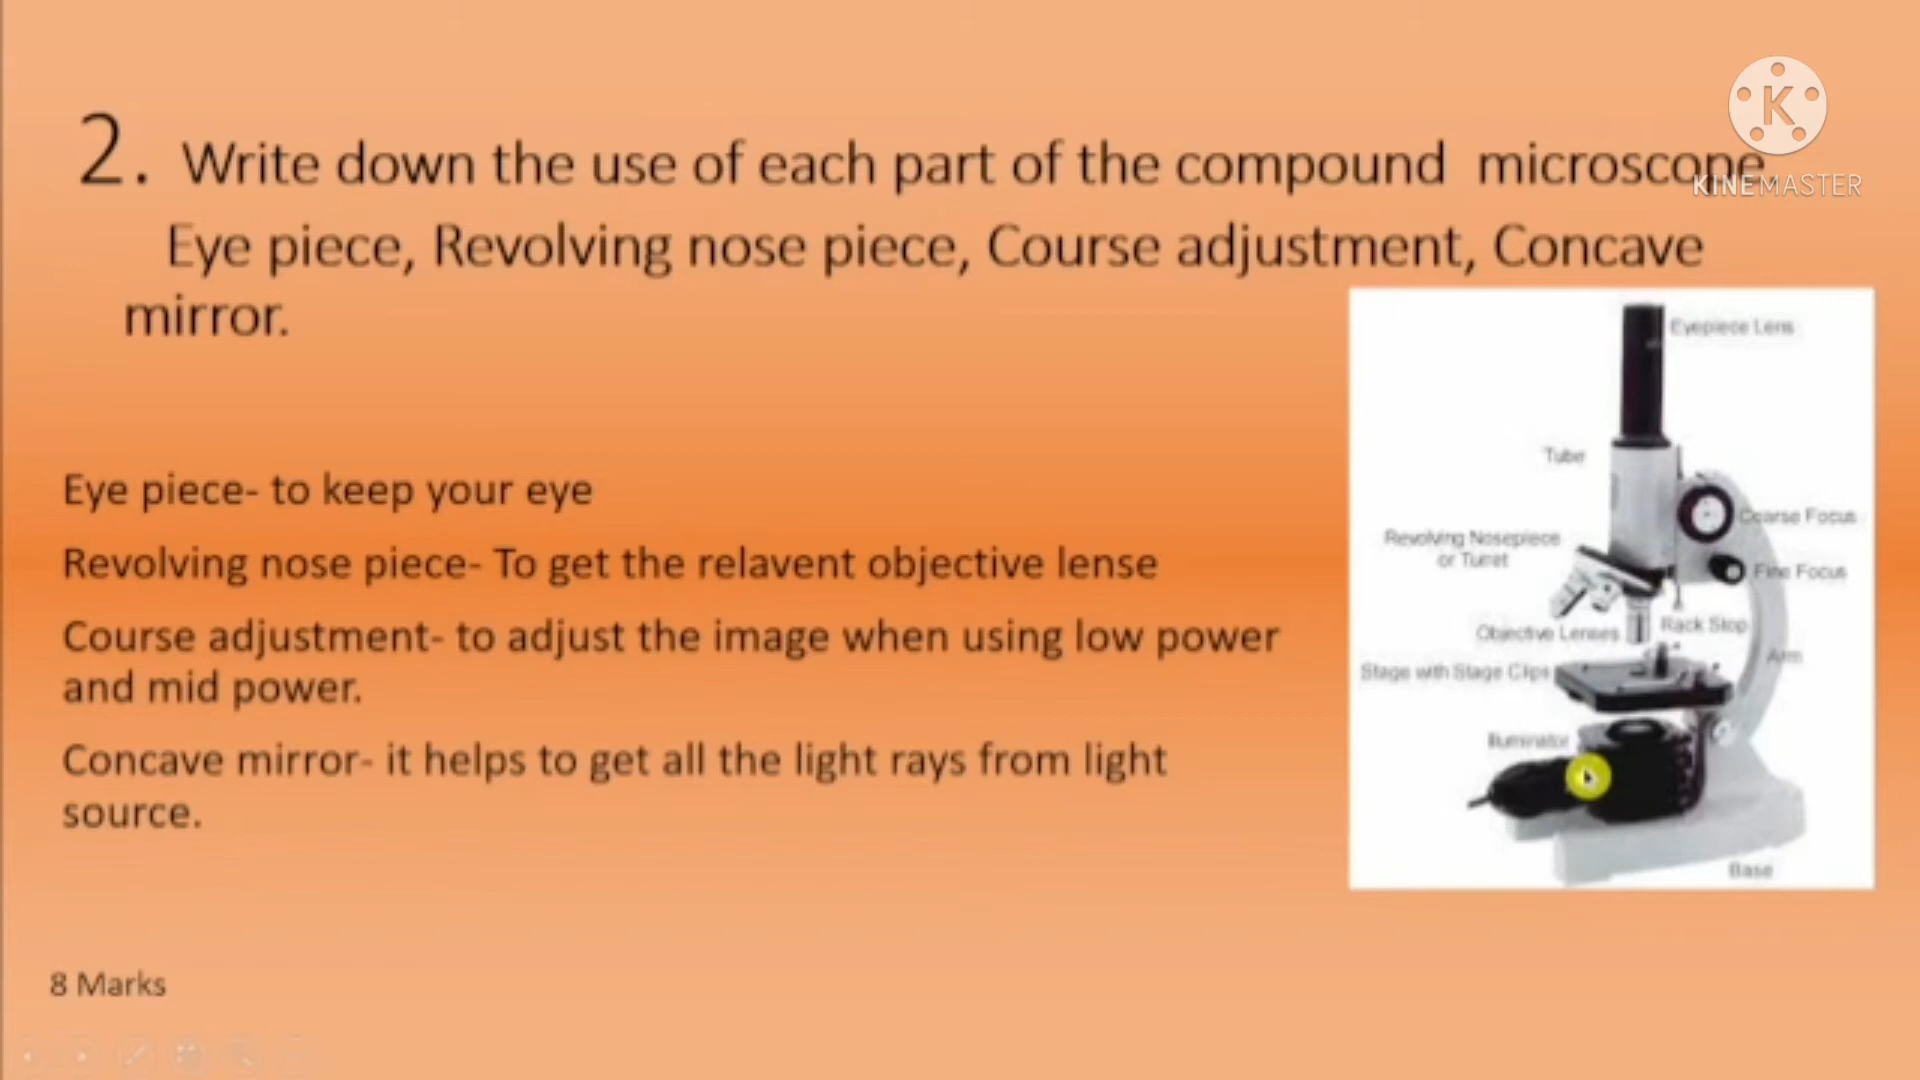 2. Write down the use of each part of the compound microscope.
Eye piece, Revolving nose piece, Course adjustment, Concave
mirror.
KINEMASTER
Eyepiece Lens
Tube
Coarse Focus
Revolving Nosepiece
or Turret
Fine Focus
Rack Stop
Objective Lenses
Arm
Stage with Stage Clips
Illuminator
Base
Eye piece- to keep your eye
Revolving nose piece- To get the relavent objective lense
Course adjustment- to adjust the image when using low power
and mid power.
Concave mirror- it helps to get all the light rays from light
source.
8 Marks